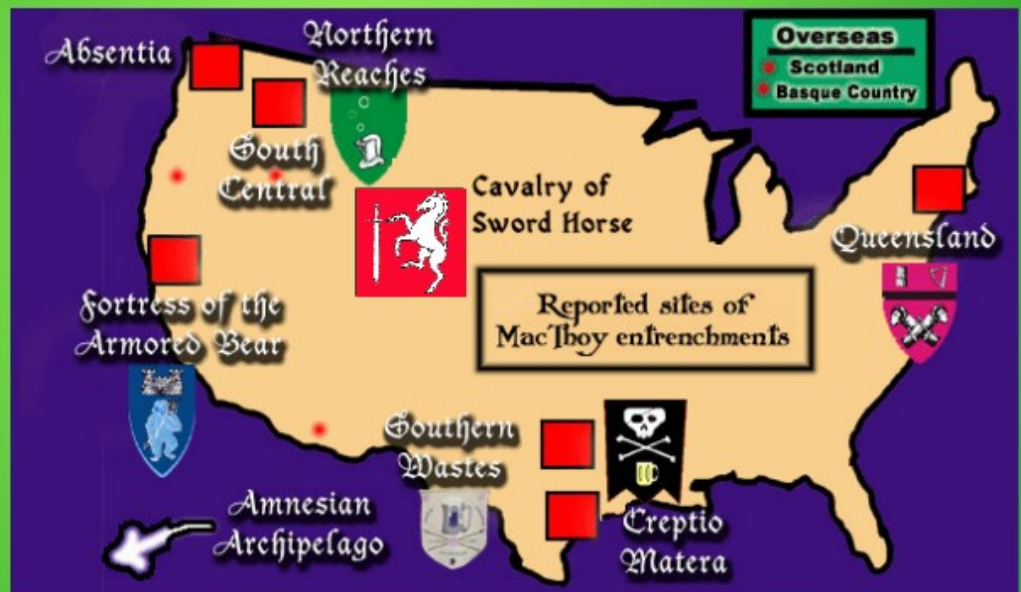 Absentia
Northern
Reaches
Overseas
Scotland
Basque Country
South
Central
Cavalry of
Sword Horse
Queensland
Fortress of the
Armored Bear
Reported sites of
MacThoy entrenchments
Southern
Wastes
Amnesian
Archipelago
Creptio
Matera